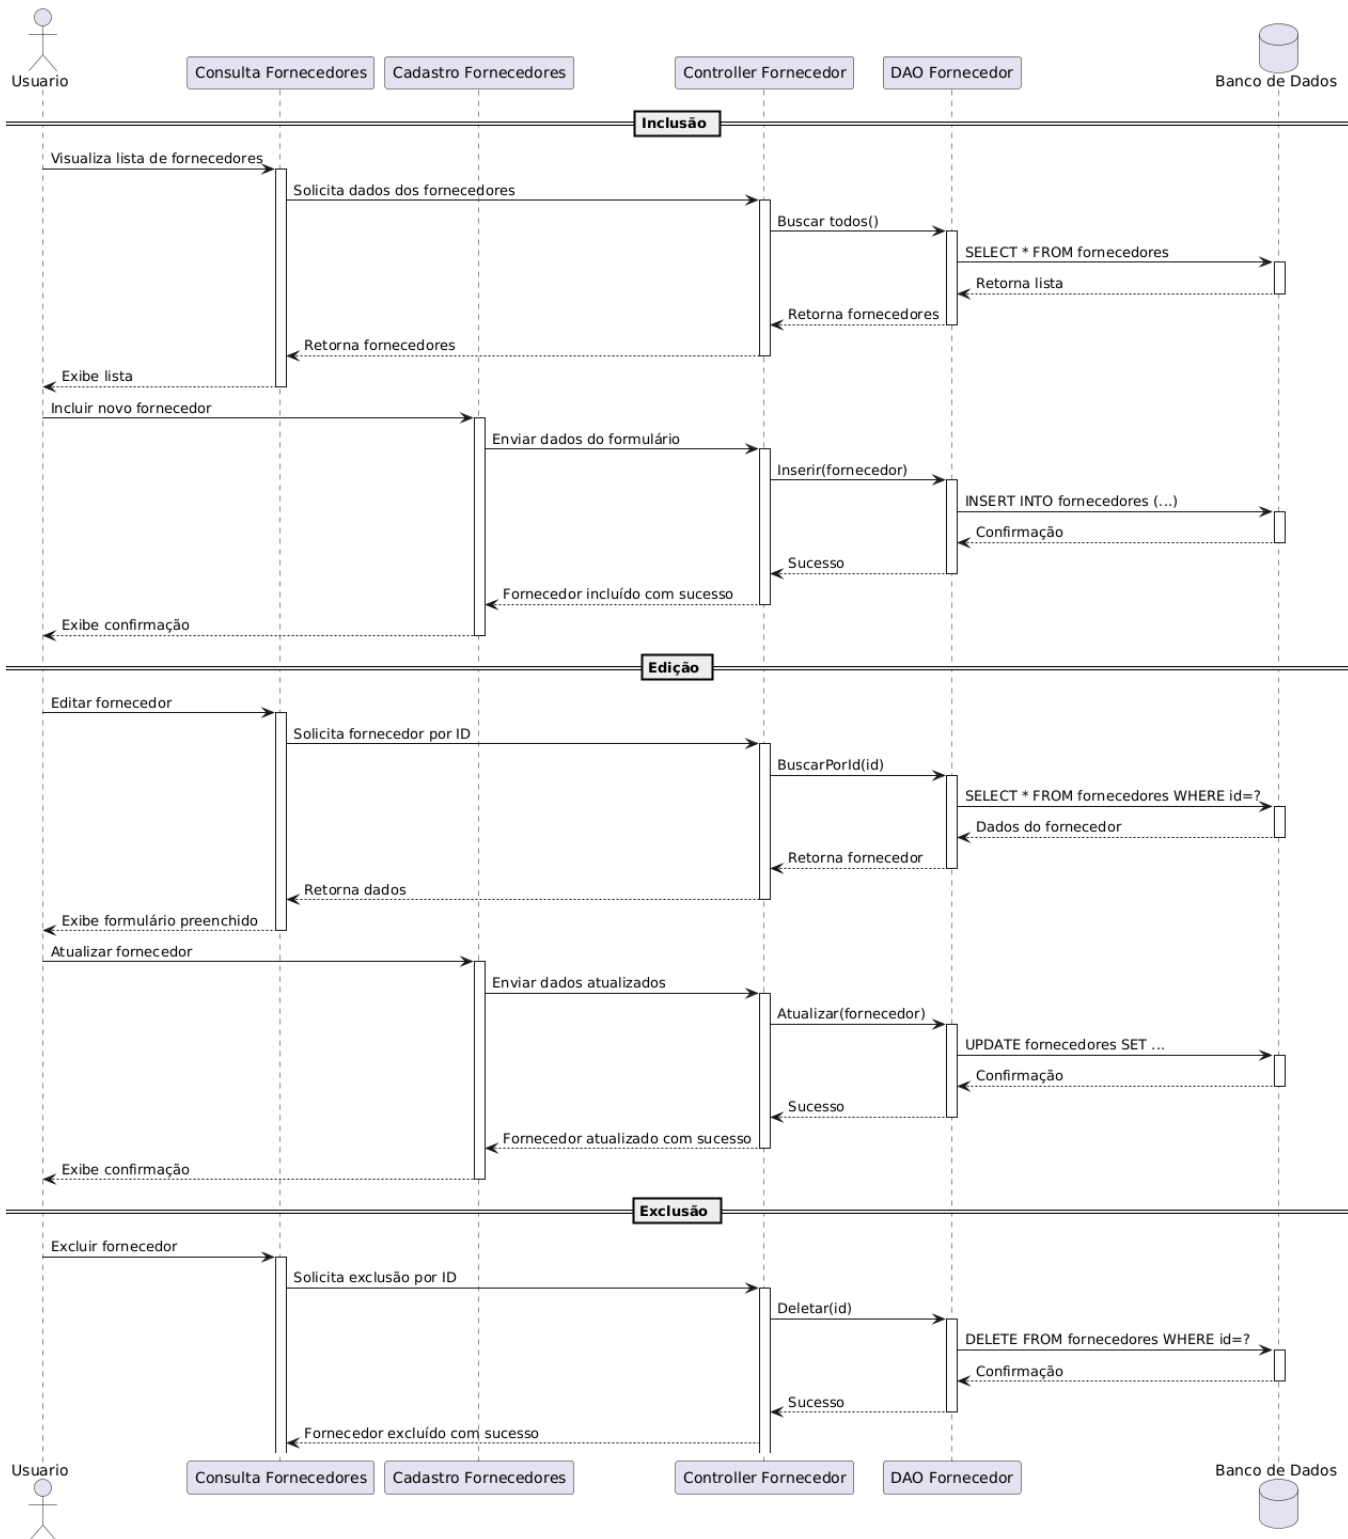 Usuario
Consulta Fornecedores
Cadastro Fornecedores
Controller Fornecedor
DAO Fornecedor
Banco de Dados
Inclusão
Visualiza lista de fornecedores
Solicita dados dos fornecedores
Buscar todos()
SELECT * FROM fornecedores
Retorna lista
Retorna fornecedores
Retorna fornecedores
Exibe lista
Incluir novo fornecedor
Enviar dados do formulário
Inserir(fornecedor)
INSERT INTO fornecedores (...)
Confirmação
Sucesso
Fornecedor incluído com sucesso
Exibe confirmação
Edição
Editar fornecedor
Solicita fornecedor por ID
BuscarPorId(id)
SELECT * FROM fornecedores WHERE id=?
Dados do fornecedor
Retorna fornecedor
Retorna dados
Exibe formulário preenchido
Atualizar fornecedor
Enviar dados atualizados
Atualizar(fornecedor)
UPDATE fornecedores SET ...
Confirmação
Sucesso
Fornecedor atualizado com sucesso
Exibe confirmação
Exclusão
Excluir fornecedor
Solicita exclusão por ID
Deletar(id)
DELETE FROM fornecedores WHERE id=?
Confirmação
Sucesso
Fornecedor excluído com sucesso
Usuario
Consulta Fornecedores
Cadastro Fornecedores
Controller Fornecedor
DAO Fornecedor
Banco de Dados